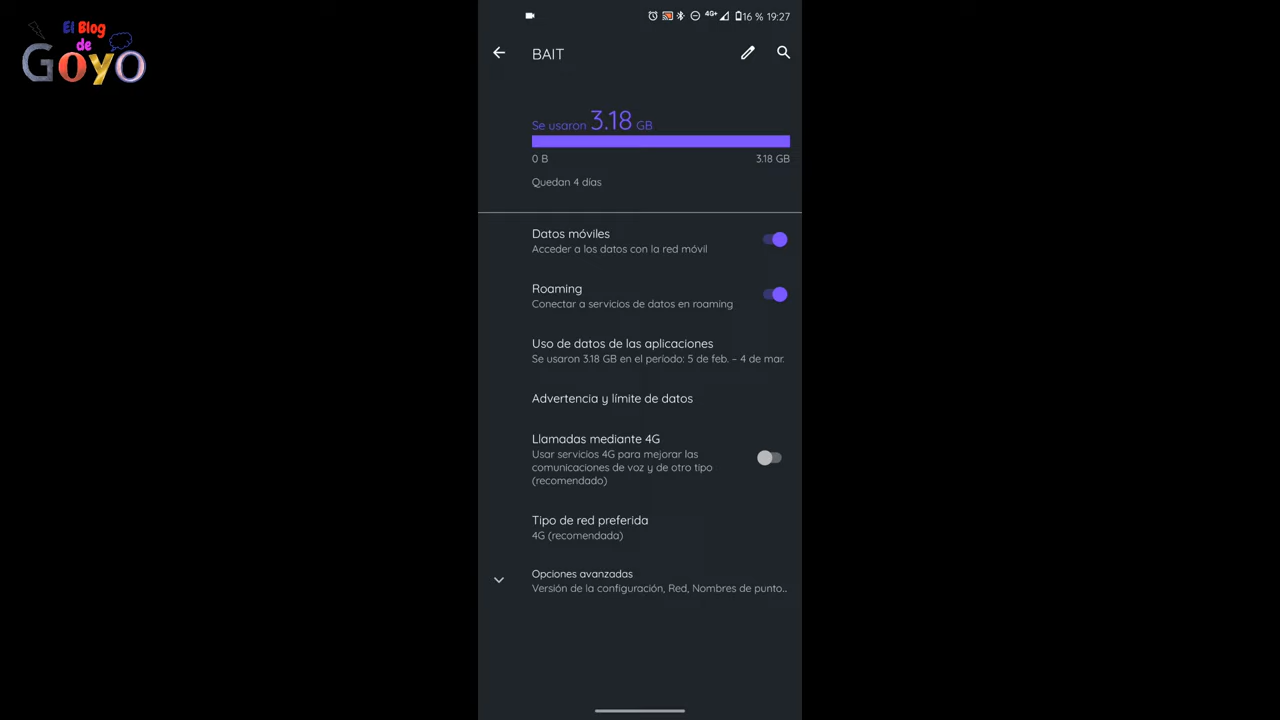 El Blog
de
Goyo
4G+ 16 % 19:27
BAIT
Se usaron 3.18 GB
0 B 3.18 GB
Quedan 4 días
Datos móviles
Acceder a los datos con la red móvil
Roaming
Conectar a servicios de datos en roaming
Uso de datos de las aplicaciones
Se usaron 3.18 GB en el período: 5 de feb. – 4 de mar.
Advertencia y límite de datos
Llamadas mediante 4G
Usar servicios 4G para mejorar las
comunicaciones de voz y de otro tipo
(recomendado)
Tipo de red preferida
4G (recomendada)
Opciones avanzadas
Versión de la configuración, Red, Nombres de punto..